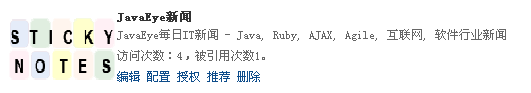 STICKY
NOTES
JavaEye新闻
JavaEye每日IT新闻 - Java, Ruby, AJAX, Agile, 互联网, 软件行业新闻
访问次数：4，被引用次数1。
编辑 配置 授权 推荐 删除